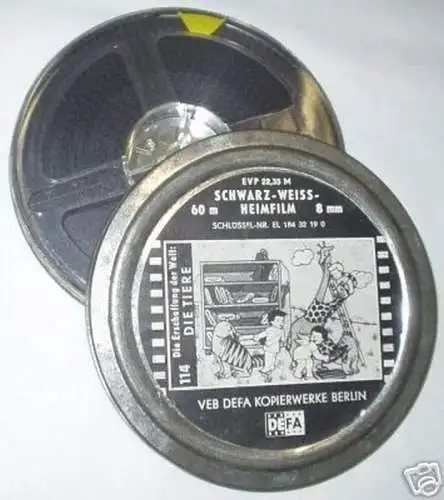 EVP 22,35 M
SCHWARZ-WEISS-
60 m HEIMFILM 8 mm
SCHLÜSSEL-NR. EL 184 32 19 0
114 Die Erschaffung der Welt:
DIE TIERE
VEB DEFA KOPIERWERKE BERLIN
DEFA